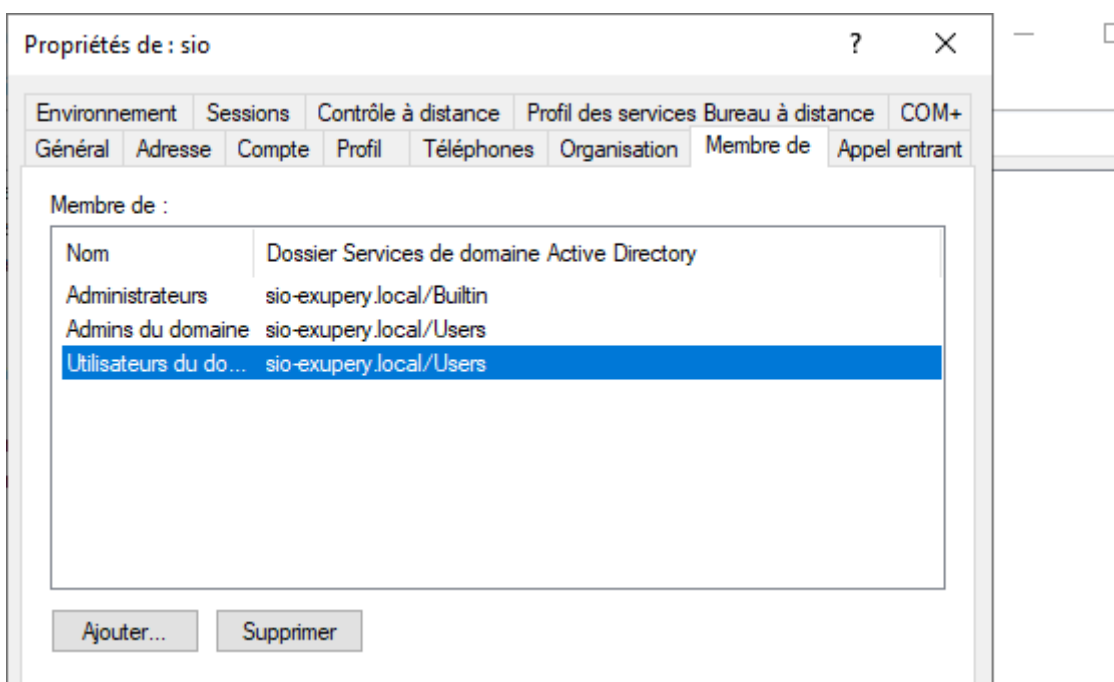 Propriétés de : sio
Environnement Sessions Contrôle à distance Profil des services Bureau à distance COM+
Général Adresse Compte Profil Téléphones Organisation Membre de Appel entrant
Membre de :
Nom Dossier Services de domaine Active Directory
Administrateurs sio-exupery.local/Builtin
Admins du domaine sio-exupery.local/Users
Utilisateurs du do... sio-exupery.local/Users
Ajouter... Supprimer